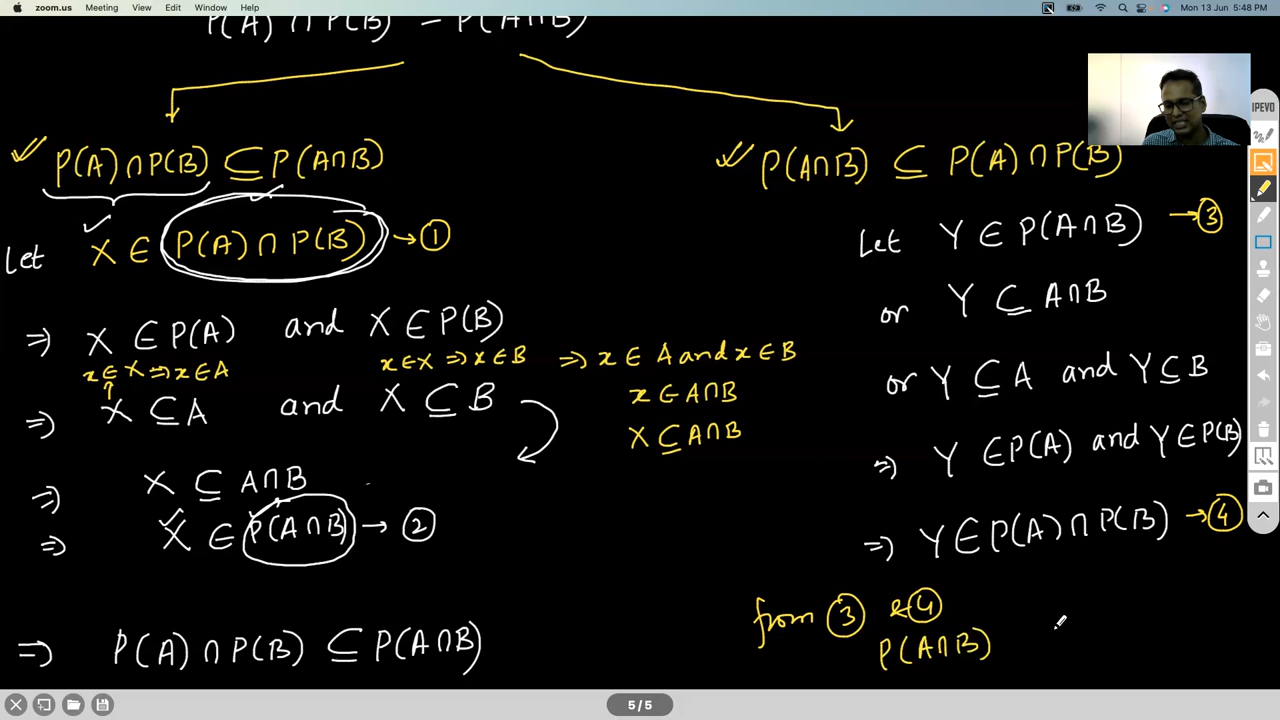 zoom.us Meeting View Edit Window Help Mon 13 Jun 5:48 PM
P(A) ∩ P(B) = P(A∩B)
P(A)∩P(B) ⊆ P(A∩B)
Let X ∈ P(A) ∩ P(B) → ①
⇒ X ∈ P(A) and X ∈ P(B)
x ∈ X ⇒ x ∈ A x ∈ X ⇒ x ∈ B ⇒ x ∈ A and x ∈ B
x ∈ A∩B
⇒ X ⊆ A and X ⊆ B
X ⊆ A∩B
⇒ X ⊆ A∩B
⇒ X ∈ P(A∩B) → ②
⇒ P(A) ∩ P(B) ⊆ P(A∩B)
P(A∩B) ⊆ P(A) ∩ P(B)
Let Y ∈ P(A∩B) → ③
or Y ⊆ A∩B
or Y ⊆ A and Y ⊆ B
⇒ Y ∈ P(A) and Y ∈ P(B)
⇒ Y ∈ P(A) ∩ P(B) → ④
from ③ & ④
P(A∩B)
IPEVO
5/5